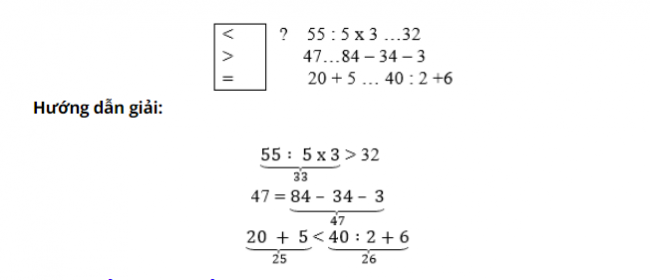 < ? 55 : 5 x 3 ...32
> 47...84 – 34 – 3
= 20 + 5 ... 40 : 2 +6
Hướng dẫn giải:
55 : 5 x 3 > 32
33
47 = 84 – 34 – 3
47
20 + 5 < 40 : 2 + 6
25 26